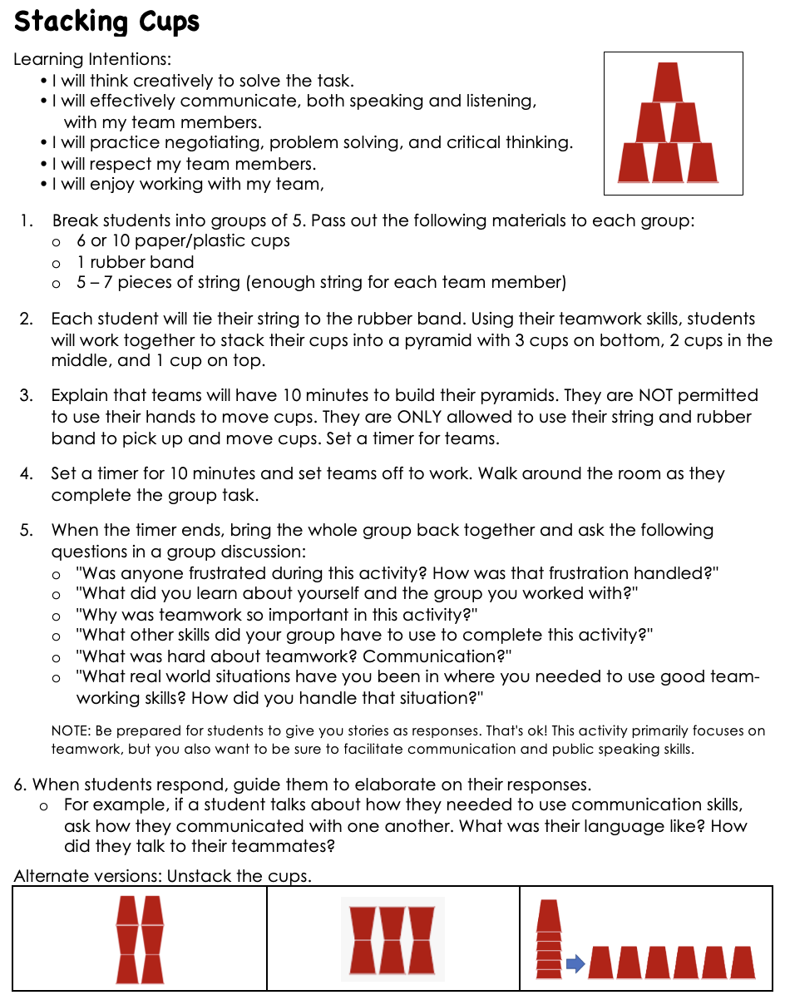 Stacking Cups
Learning Intentions:
• I will think creatively to solve the task.
• I will effectively communicate, both speaking and listening,
with my team members.
• I will practice negotiating, problem solving, and critical thinking.
• I will respect my team members.
• I will enjoy working with my team,
1. Break students into groups of 5. Pass out the following materials to each group:
o 6 or 10 paper/plastic cups
o 1 rubber band
o 5 – 7 pieces of string (enough string for each team member)
2. Each student will tie their string to the rubber band. Using their teamwork skills, students
will work together to stack their cups into a pyramid with 3 cups on bottom, 2 cups in the
middle, and 1 cup on top.
3. Explain that teams will have 10 minutes to build their pyramids. They are NOT permitted
to use their hands to move cups. They are ONLY allowed to use their string and rubber
band to pick up and move cups. Set a timer for teams.
4. Set a timer for 10 minutes and set teams off to work. Walk around the room as they
complete the group task.
5. When the timer ends, bring the whole group back together and ask the following
questions in a group discussion:
o "Was anyone frustrated during this activity? How was that frustration handled?"
o "What did you learn about yourself and the group you worked with?"
o "Why was teamwork so important in this activity?"
o "What other skills did your group have to use to complete this activity?"
o "What was hard about teamwork? Communication?"
o "What real world situations have you been in where you needed to use good team-
working skills? How did you handle that situation?"
NOTE: Be prepared for students to give you stories as responses. That's ok! This activity primarily focuses on
teamwork, but you also want to be sure to facilitate communication and public speaking skills.
6. When students respond, guide them to elaborate on their responses.
o For example, if a student talks about how they needed to use communication skills,
ask how they communicated with one another. What was their language like? How
did they talk to their teammates?
Alternate versions: Unstack the cups.